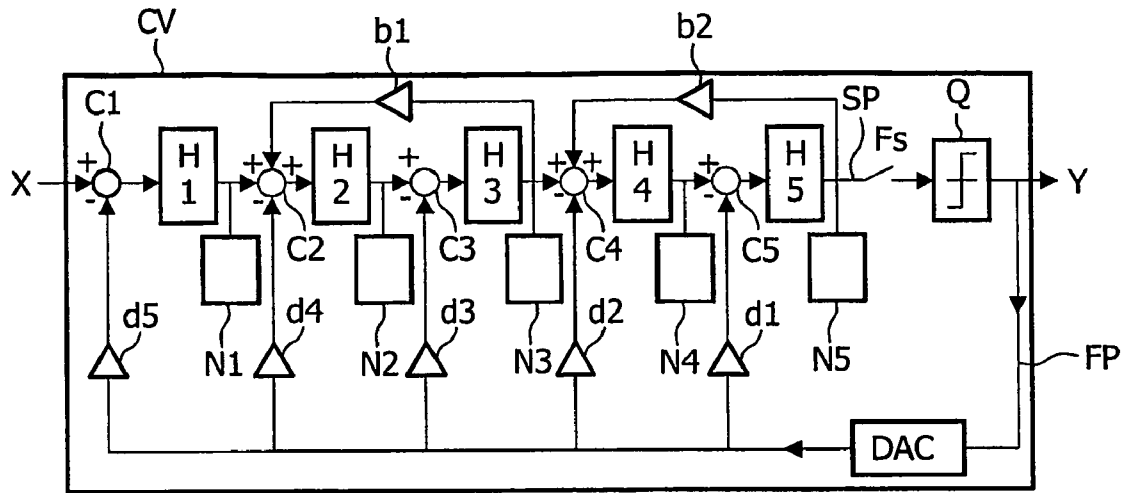 CV
b1
b2
C1
SP
Fs
Q
X
+
-
H
1
+
+
-
H
2
+
-
H
3
+
+
-
H
4
+
-
H
5
Y
C2
C3
C4
C5
d5
N1
d4
N2
d3
N3
d2
N4
d1
N5
FP
DAC